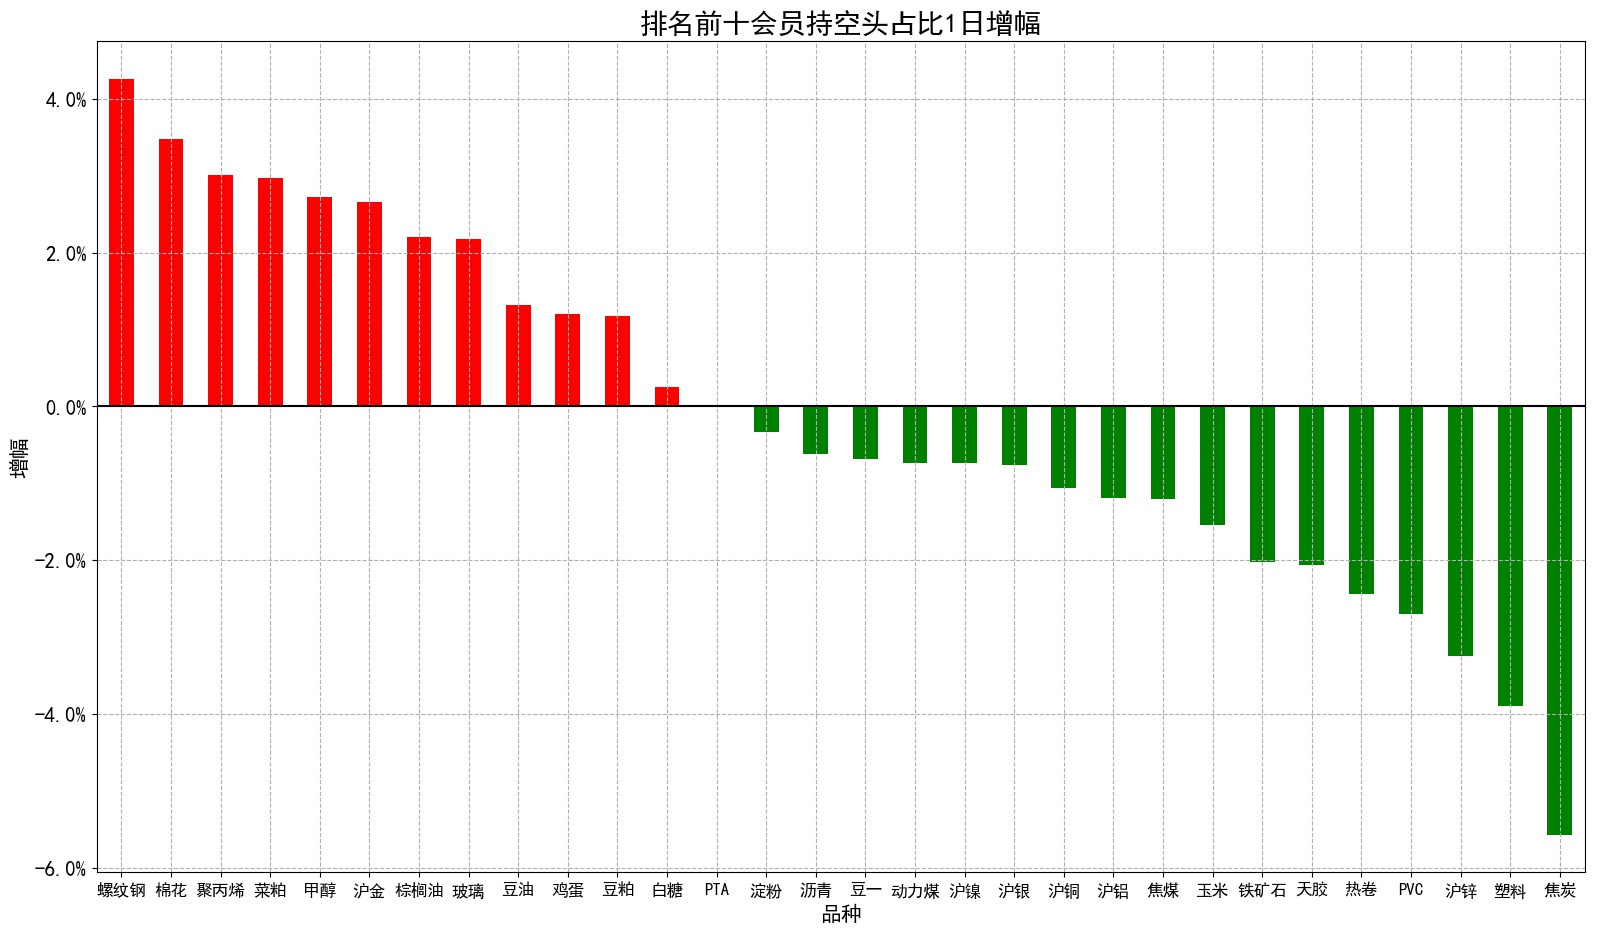 排名前十会员持空头占比1日增幅
4.0%
2.0%
0.0%
-2.0%
-4.0%
-6.0%
增幅
螺纹钢 棉花 聚丙烯 菜粕 甲醇 沪金 棕榈油 玻璃 豆油 鸡蛋 豆粕 白糖 PTA 淀粉 沥青 豆一 动力煤 沪镍 沪银 沪铜 沪铝 焦煤 玉米 铁矿石 天胶 热卷 PVC 沪锌 塑料 焦炭
品种